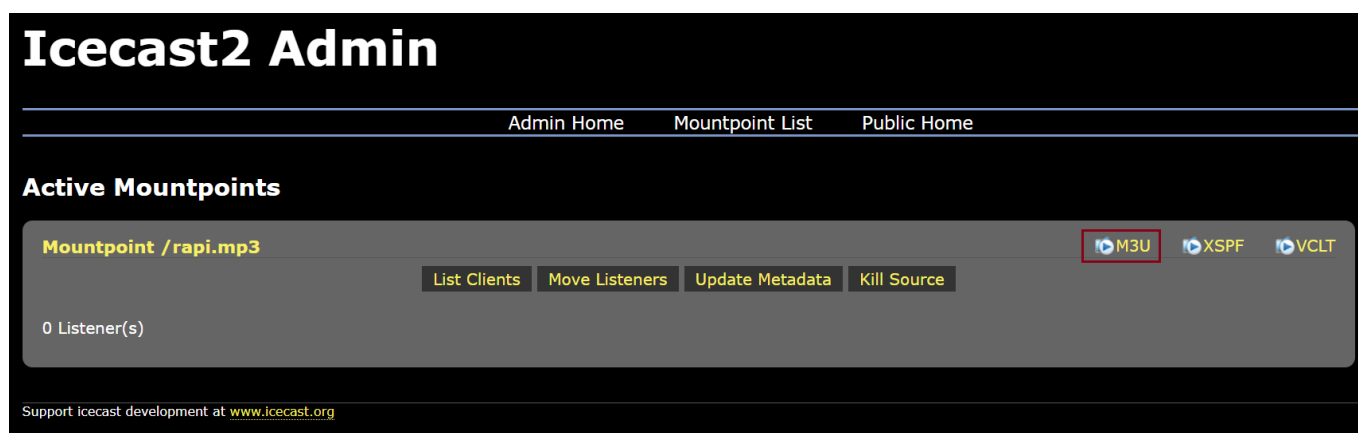 Icecast2 Admin
Admin Home Mountpoint List Public Home
Active Mountpoints
Mountpoint /rapi.mp3 M3U XSPF VCLT
List Clients Move Listeners Update Metadata Kill Source
0 Listener(s)
Support icecast development at www.icecast.org